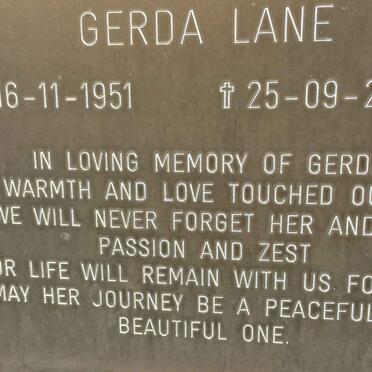 GERDA LANE
16-11-1951 ✝ 25-09-2
IN LOVING MEMORY OF GERD
WARMTH AND LOVE TOUCHED OU
WE WILL NEVER FORGET HER AND
PASSION AND ZEST
OR LIFE WILL REMAIN WITH US FO
MAY HER JOURNEY BE A PEACEFUL
BEAUTIFUL ONE.